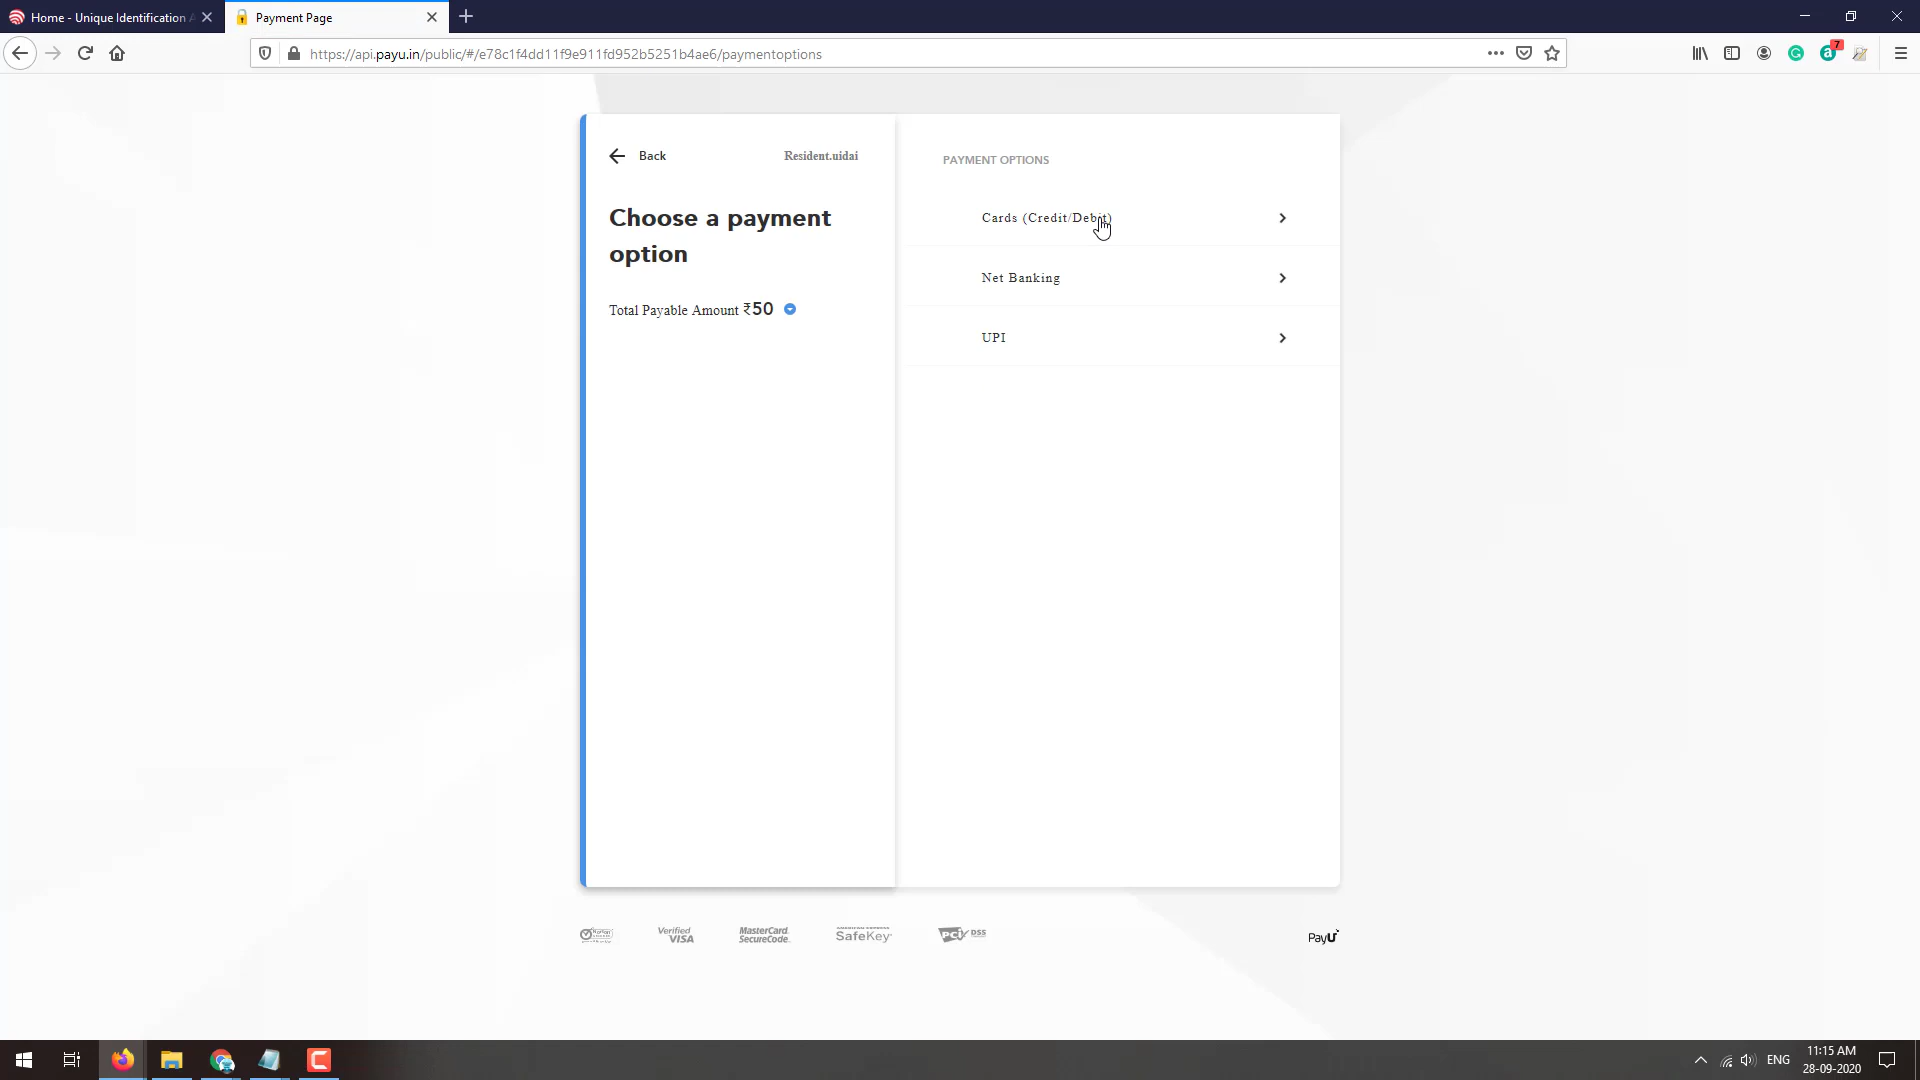 Home - Unique Identification A
Payment Page
https://api.payu.in/public/#/e78c1f4dd11f9e911fd952b5251b4ae6/paymentoptions
7
Back
Resident.uidai
PAYMENT OPTIONS
Choose a payment
option
Cards (Credit/Debit)
Net Banking
Total Payable Amount ₹50
UPI
Verified
VISA
MasterCard.
SecureCode.
SafeKey
PCI DSS
PayU
ENG
11:15 AM
28-09-2020